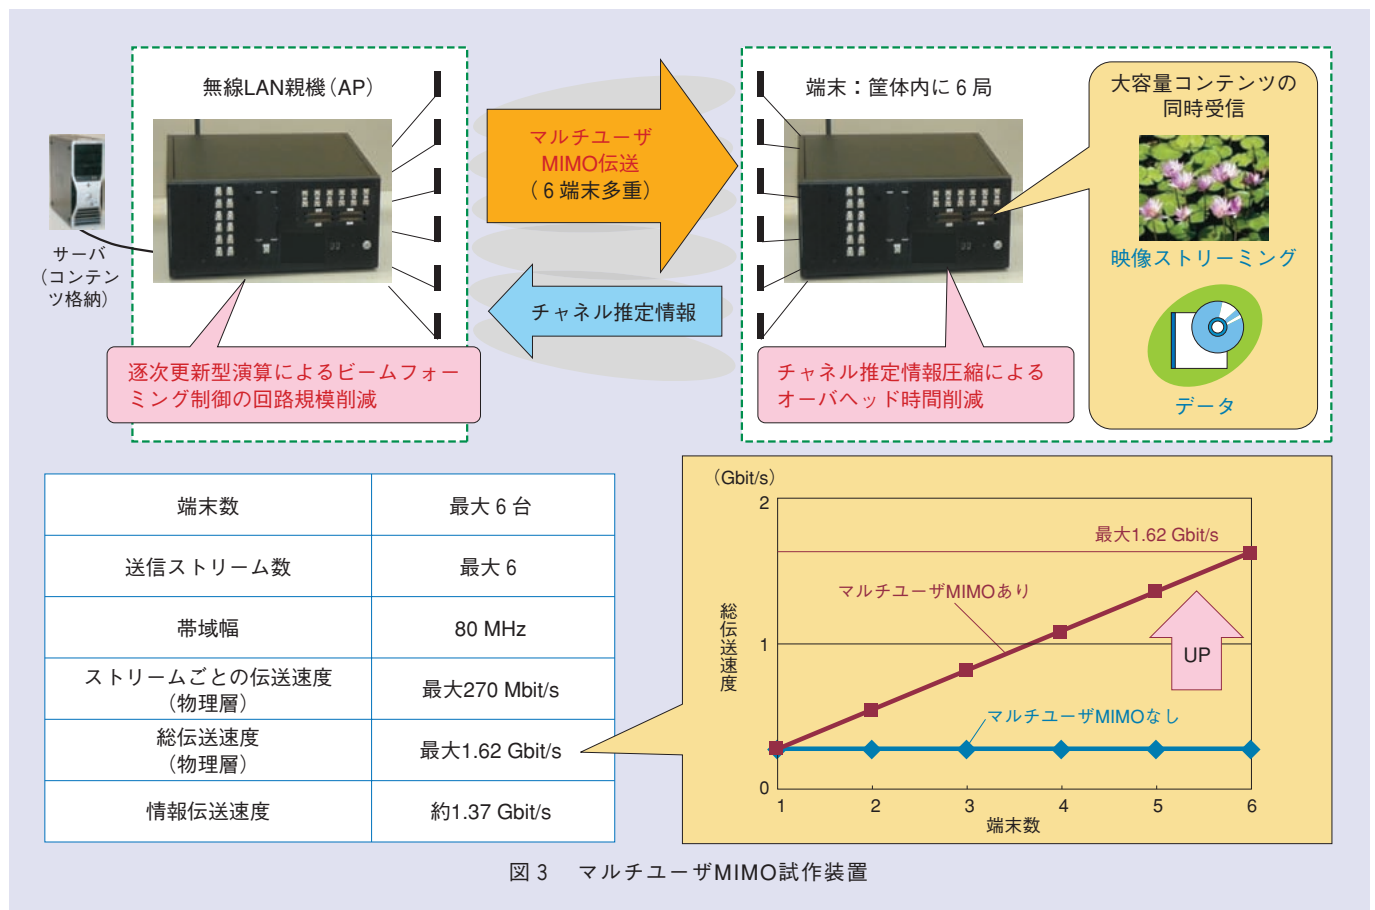 無線LAN親機（AP）
サーバ
（コンテン
ツ格納）
逐次更新型演算によるビームフォー
ミング制御の回路規模削減
マルチユーザ
MIMO伝送
（6端末多重）
チャネル推定情報
端末：筐体内に6局
チャネル推定情報圧縮による
オーバヘッド時間削減
大容量コンテンツの
同時受信
映像ストリーミング
データ
端末数 最大6台
送信ストリーム数 最大6
帯域幅 80 MHz
ストリームごとの伝送速度
（物理層） 最大270 Mbit/s
総伝送速度
（物理層） 最大1.62 Gbit/s
情報伝送速度 約1.37 Gbit/s
（Gbit/s）
2
1
0
総伝送速度
最大1.62 Gbit/s
マルチユーザMIMOあり
UP
マルチユーザMIMOなし
1 2 3 4 5 6
端末数
図3 マルチユーザMIMO試作装置